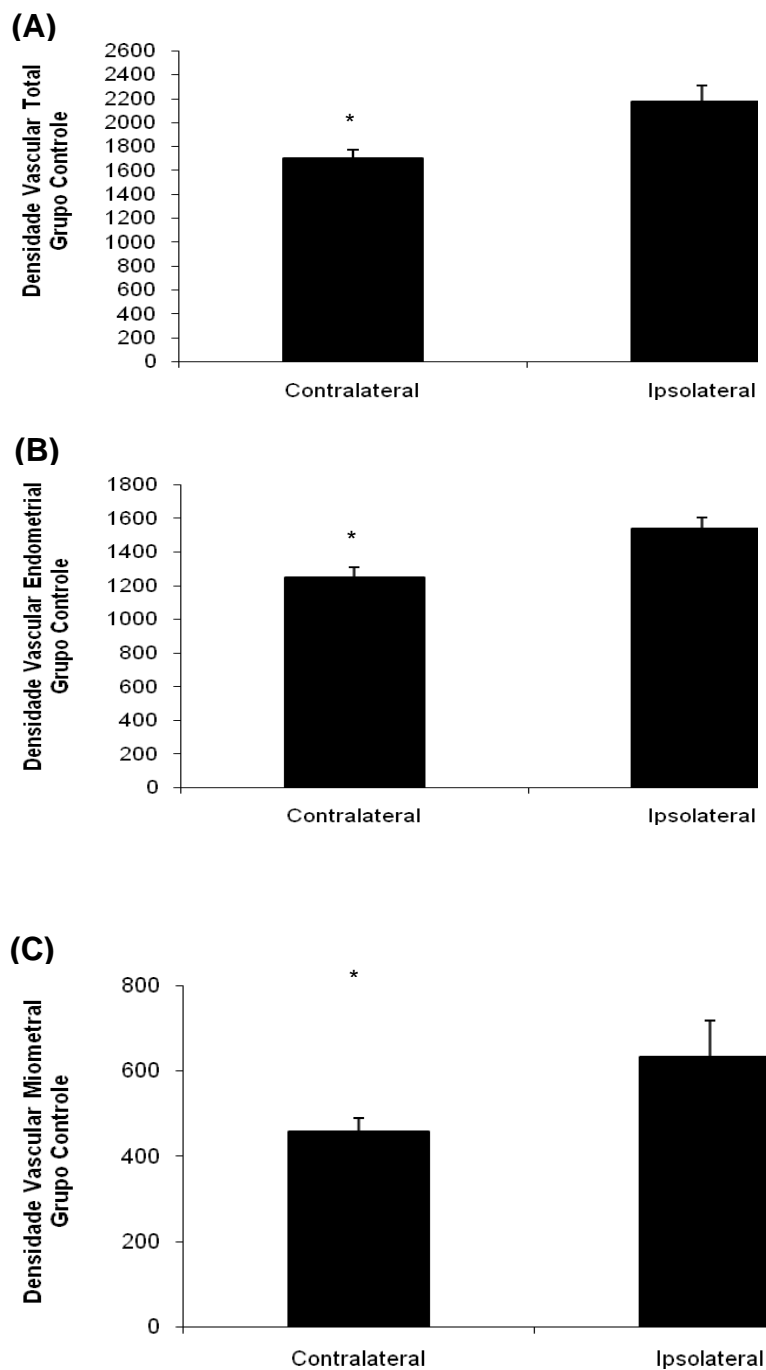 (A)
Densidade Vascular Total
Grupo Controle
2600
2400
2200
2000
1800
1600
1400
1200
1000
800
600
400
200
0
*
Contralateral
Ipsolateral
(B)
Densidade Vascular Endometrial
Grupo Controle
1800
1600
1400
1200
1000
800
600
400
200
0
*
Contralateral
Ipsolateral
(C)
Densidade Vascular Miometral
Grupo Controle
800
600
400
200
0
*
Contralateral
Ipsolateral